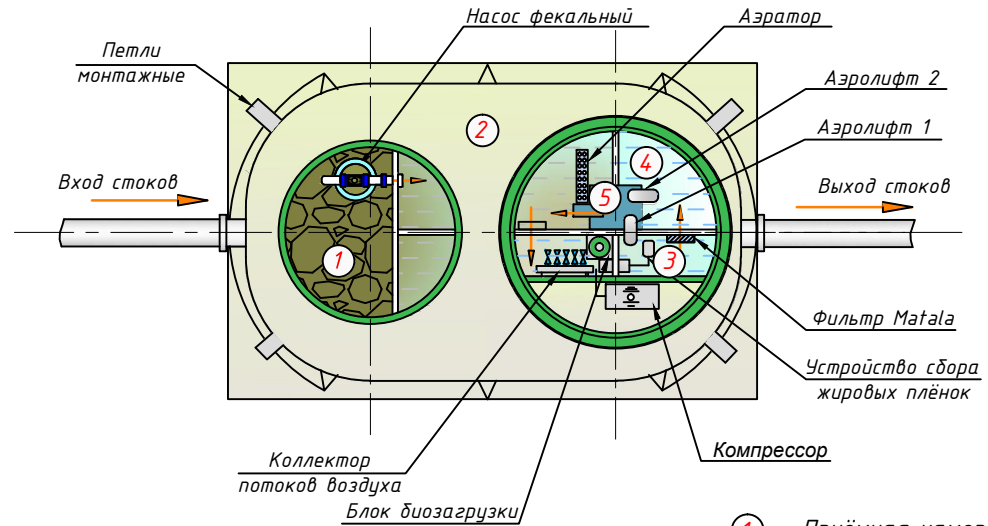 Насос фекальный
Аэратор
Петли
монтажные
Аэролифт 2
Аэролифт 1
2
4
Вход стоков
5
Выход стоков
1
3
Фильтр Matala
Устройство сбора
жировых плёнок
Компрессор
Коллектор
потоков воздуха
Блок биозагрузки
1